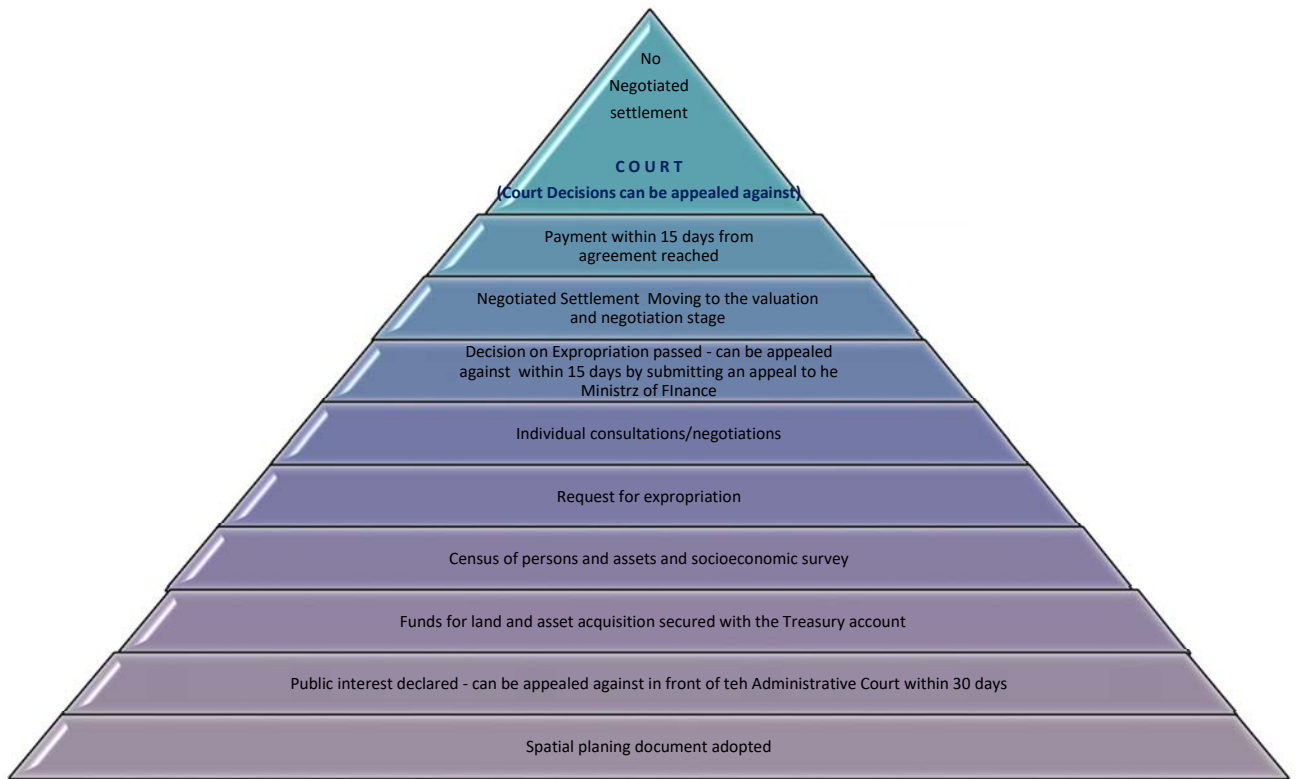 No
Negotiated
settlement
C O U R T
(Court Decisions can be appealed against)
Payment within 15 days from
agreement reached
Negotiated Settlement Moving to the valuation
and negotiation stage
Decision on Expropriation passed - can be appealed
against within 15 days by submitting an appeal to he
Ministrz of FInance
Individual consultations/negotiations
Request for expropriation
Census of persons and assets and socioeconomic survey
Funds for land and asset acquisition secured with the Treasury account
Public interest declared - can be appealed against in front of teh Administrative Court within 30 days
Spatial planing document adopted